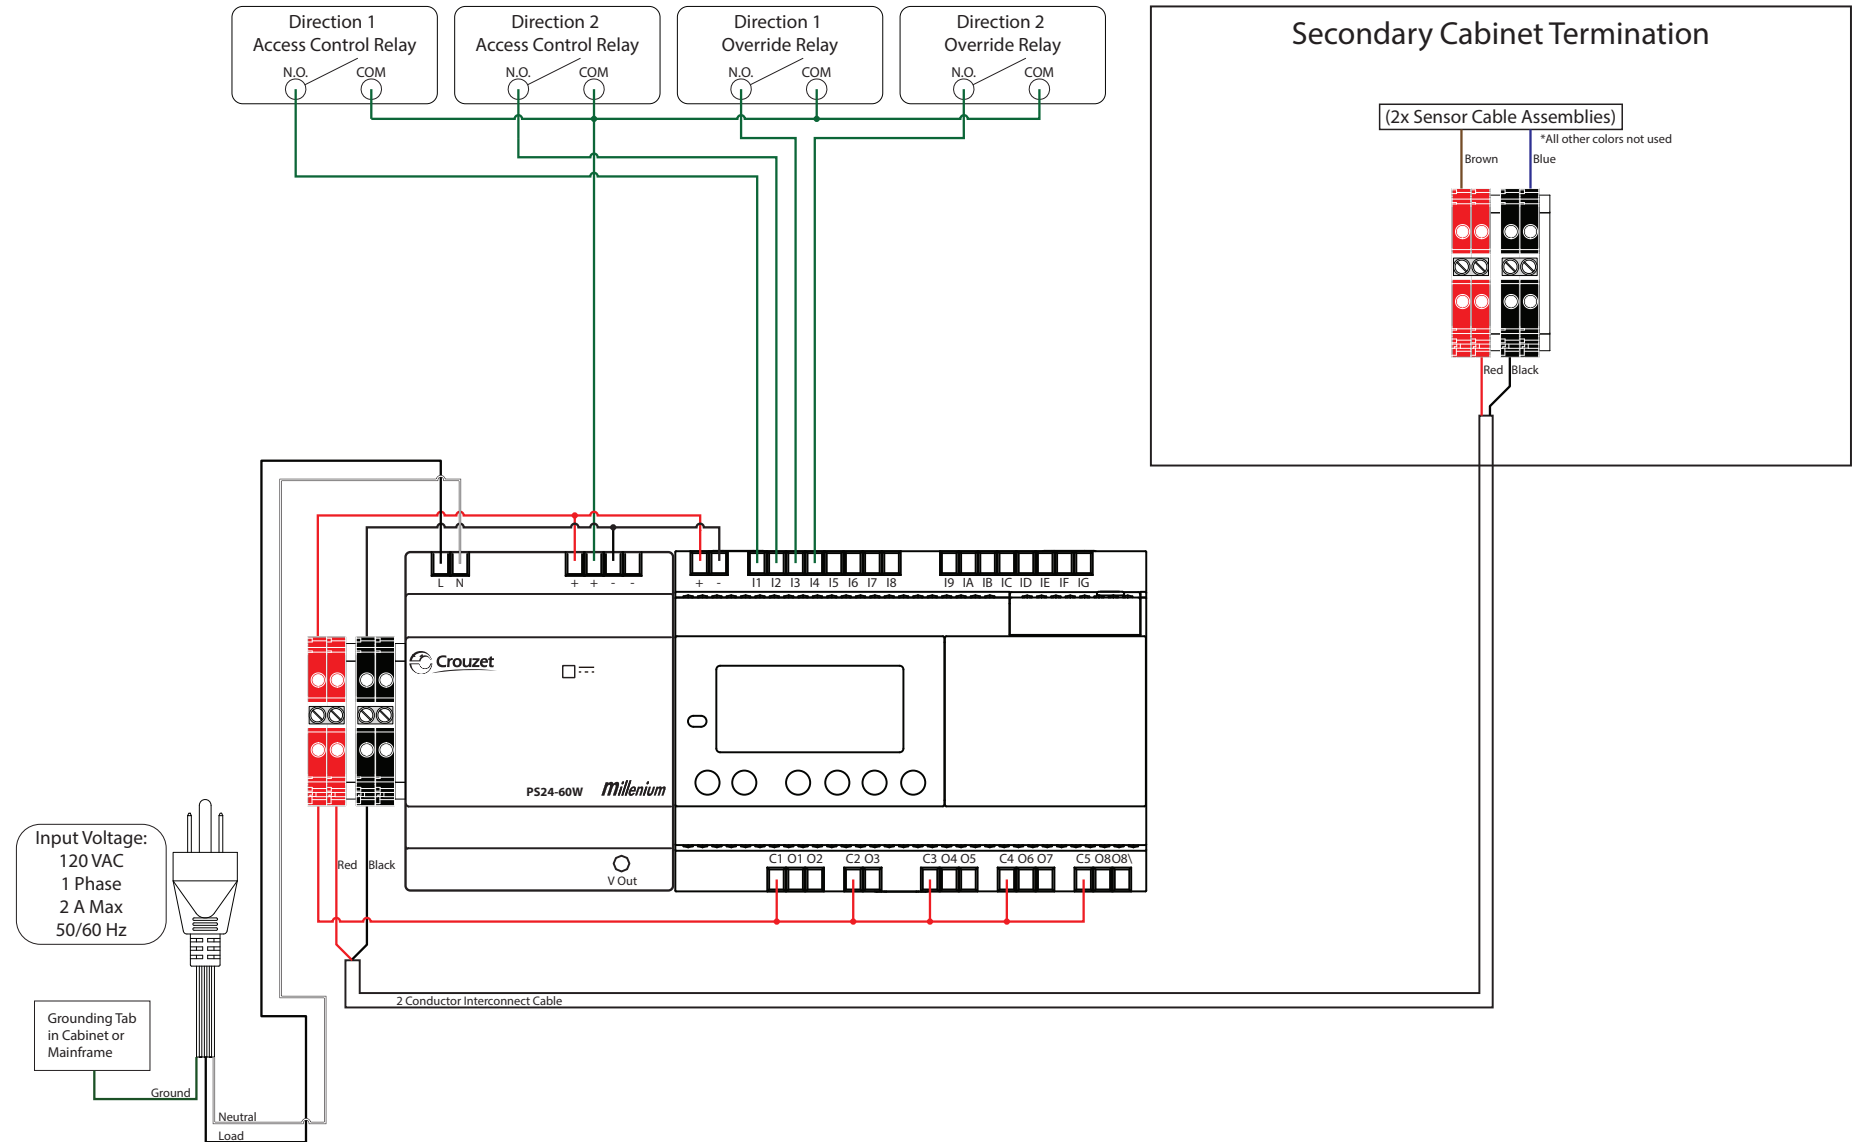 Direction 1
Access Control Relay
N.O. COM
Direction 2
Access Control Relay
N.O. COM
Direction 1
Override Relay
N.O. COM
Direction 2
Override Relay
N.O. COM
Secondary Cabinet Termination
(2x Sensor Cable Assemblies)
*All other colors not used
Brown Blue
Red Black
L N
+ + - -
+ -
I1 I2 I3 I4 I5 I6 I7 I8
I9 IA IB IC ID IE IF IG
Crouzet
PS24-60W Millenium
V Out
C1 O1 O2 C2 O3 C3 O4 O5 C4 O6 O7 C5 O8 O8\
Red Black
Input Voltage:
120 VAC
1 Phase
2 A Max
50/60 Hz
2 Conductor Interconnect Cable
Grounding Tab
in Cabinet or
Mainframe
Ground
Neutral
Load